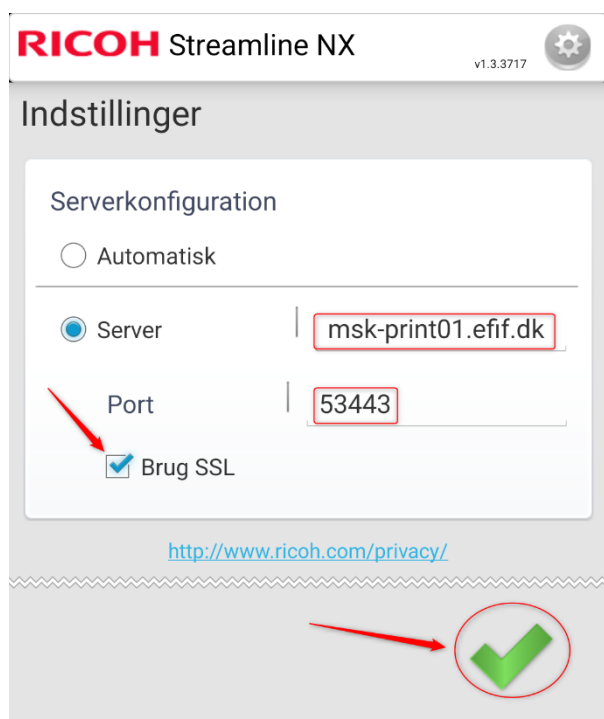 RICOH Streamline NX
v1.3.3717
Indstillinger
Serverkonfiguration
Automatisk
Server msk-print01.efif.dk
Port 53443
Brug SSL
http://www.ricoh.com/privacy/